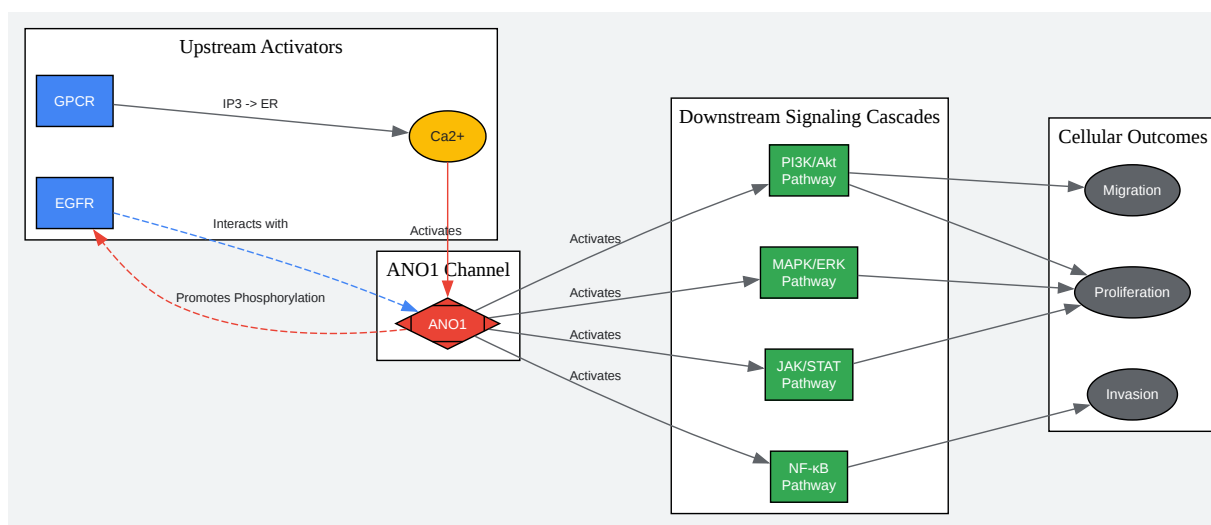 Upstream Activators
GPCR
IP3 -> ER
Ca2+
EGFR
Interacts with
Activates
Promotes Phosphorylation
ANO1 Channel
ANO1
Activates
Activates
Activates
Activates
Downstream Signaling Cascades
PI3K/Akt
Pathway
MAPK/ERK
Pathway
JAK/STAT
Pathway
NF-κB
Pathway
Cellular Outcomes
Migration
Proliferation
Invasion